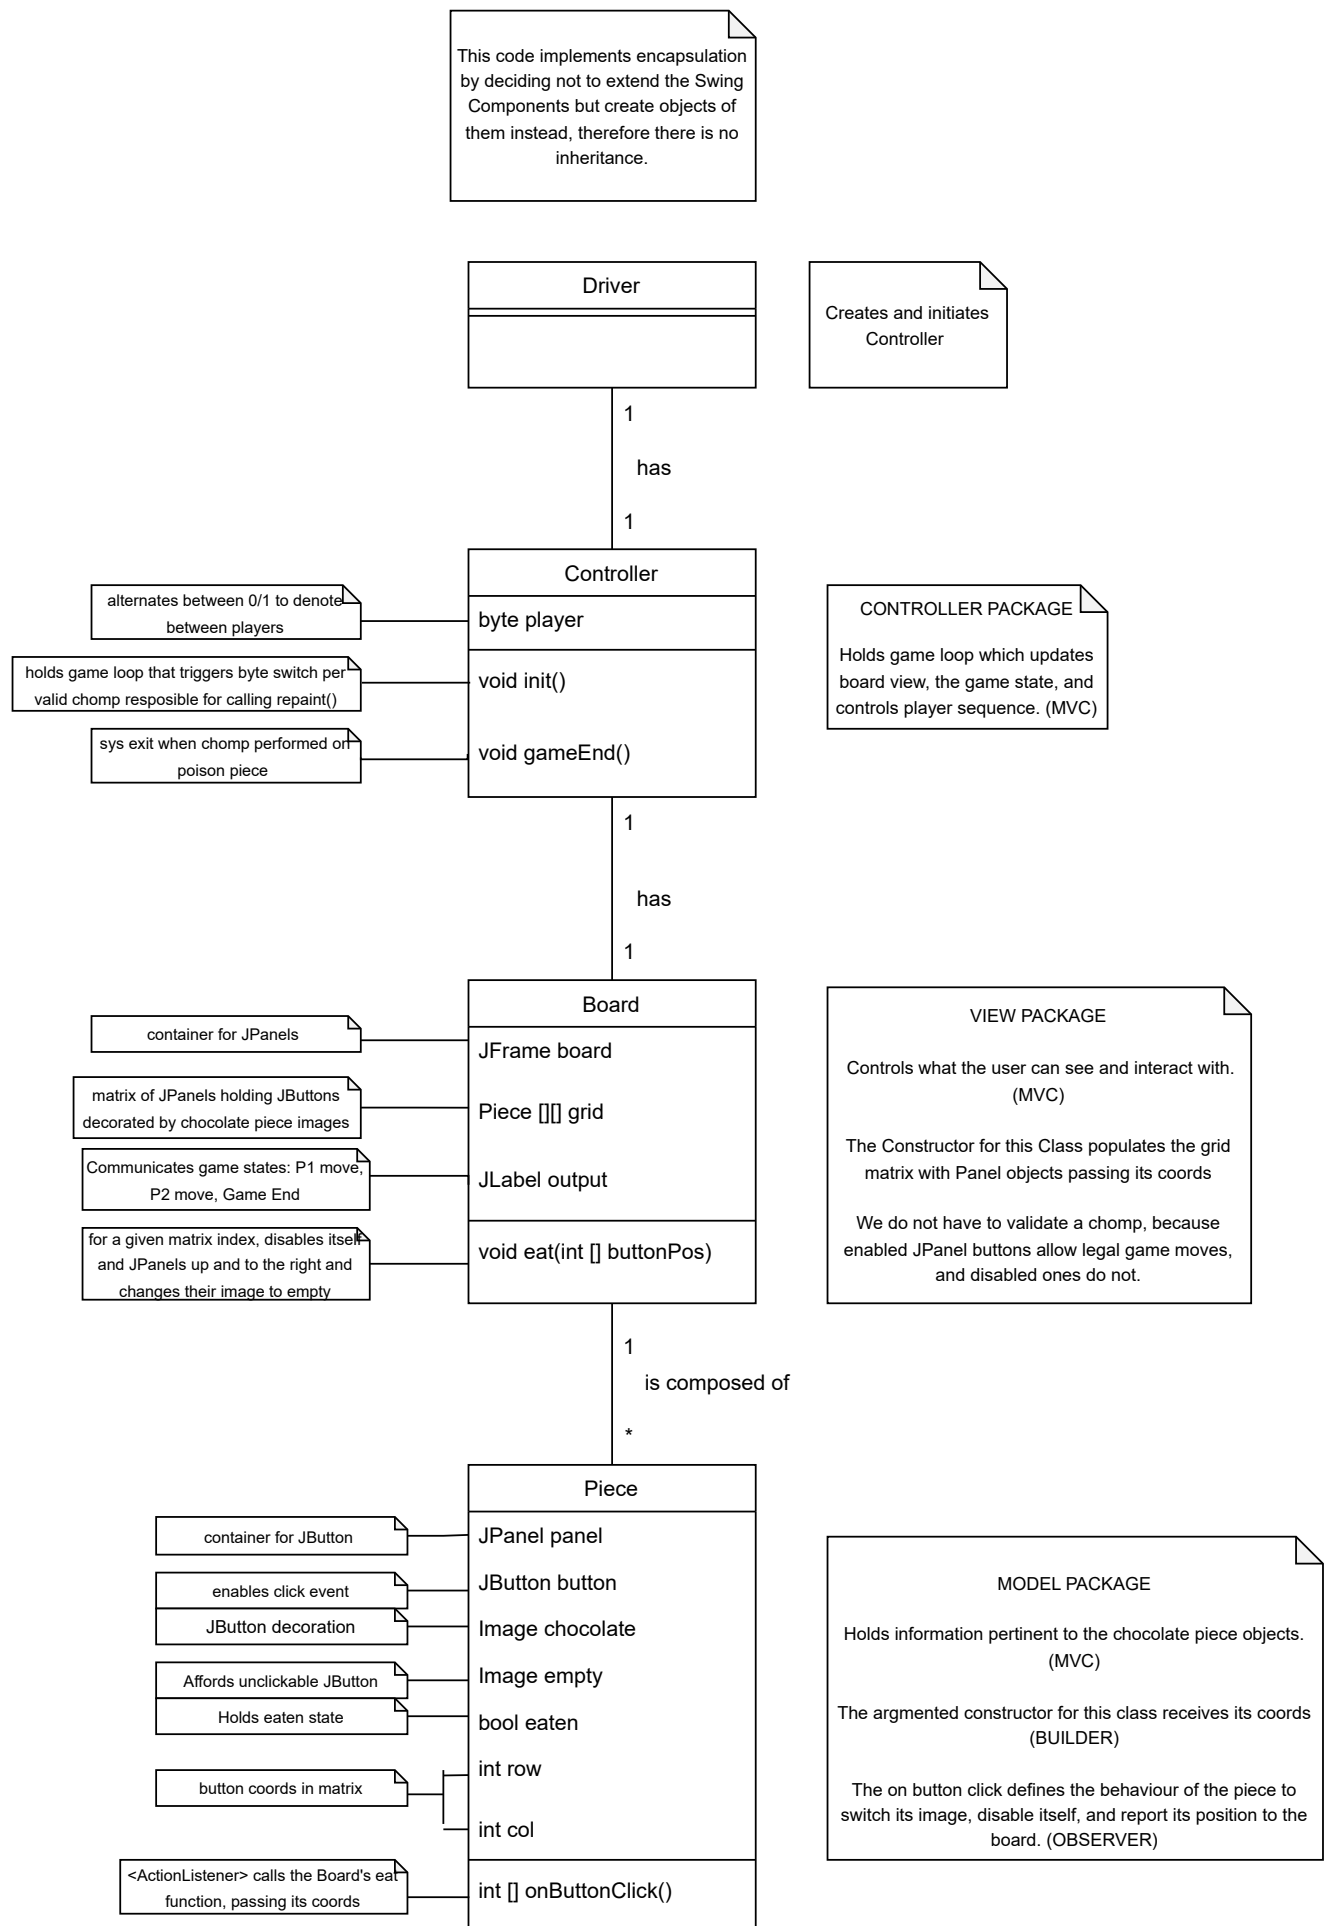 This code implements encapsulation
by deciding not to extend the Swing
Components but create objects of
them instead, therefore there is no
inheritance.
Driver
Creates and initiates
Controller
1
has
1
Controller
alternates between 0/1 to denote
between players
byte player
holds game loop that triggers byte switch per
valid chomp resposible for calling repaint()
void init()
sys exit when chomp performed on
poison piece
void gameEnd()
CONTROLLER PACKAGE
Holds game loop which updates
board view, the game state, and
controls player sequence. (MVC)
1
has
1
Board
container for JPanels
JFrame board
matrix of JPanels holding JButtons
decorated by chocolate piece images
Piece [][] grid
Communicates game states: P1 move,
P2 move, Game End
JLabel output
for a given matrix index, disables itself
and JPanels up and to the right and
changes their image to empty
void eat(int [] buttonPos)
VIEW PACKAGE
Controls what the user can see and interact with.
(MVC)
The Constructor for this Class populates the grid
matrix with Panel objects passing its coords
We do not have to validate a chomp, because
enabled JPanel buttons allow legal game moves,
and disabled ones do not.
1
is composed of
*
Piece
container for JButton
JPanel panel
enables click event
JButton button
JButton decoration
Image chocolate
Affords unclickable JButton
Image empty
Holds eaten state
bool eaten
button coords in matrix
int row
int col
<ActionListener> calls the Board's eat
function, passing its coords
int [] onButtonClick()
MODEL PACKAGE
Holds information pertinent to the chocolate piece objects.
(MVC)
The argmented constructor for this class receives its coords
(BUILDER)
The on button click defines the behaviour of the piece to
switch its image, disable itself, and report its position to the
board. (OBSERVER)